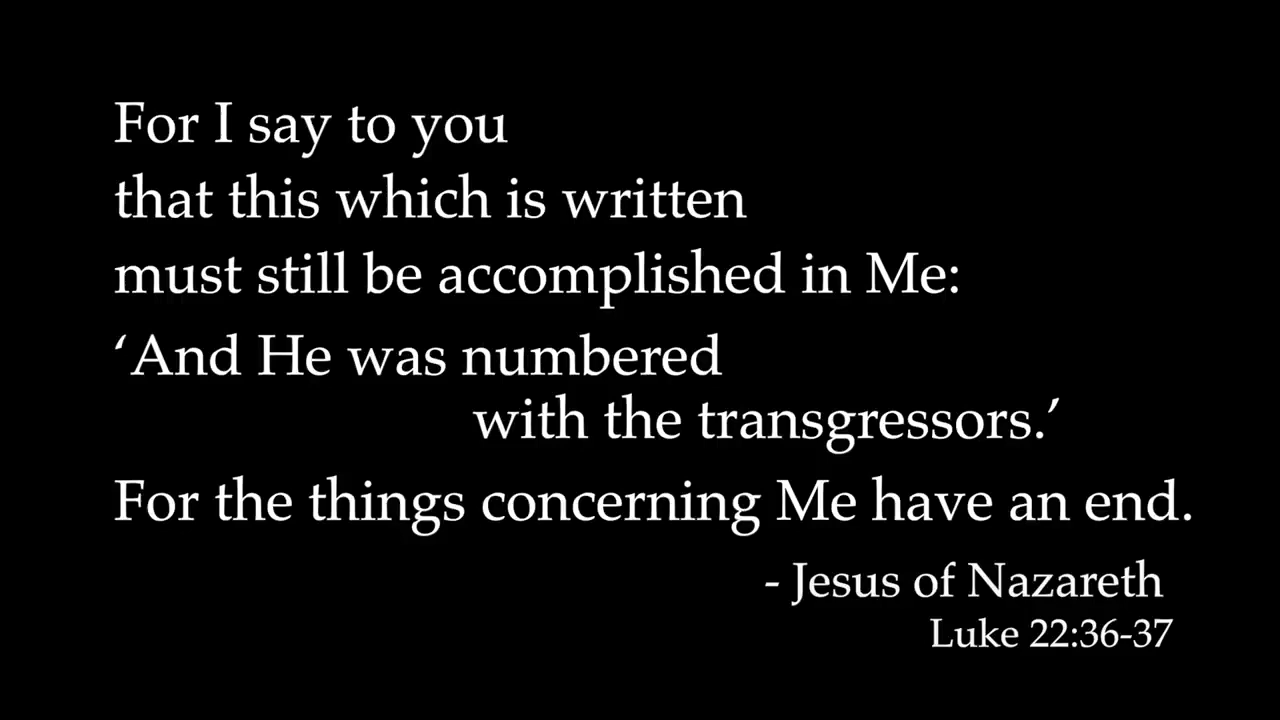 For I say to you
that this which is written
must still be accomplished in Me:
‘And He was numbered
with the transgressors.’
For the things concerning Me have an end.
- Jesus of Nazareth
Luke 22:36-37